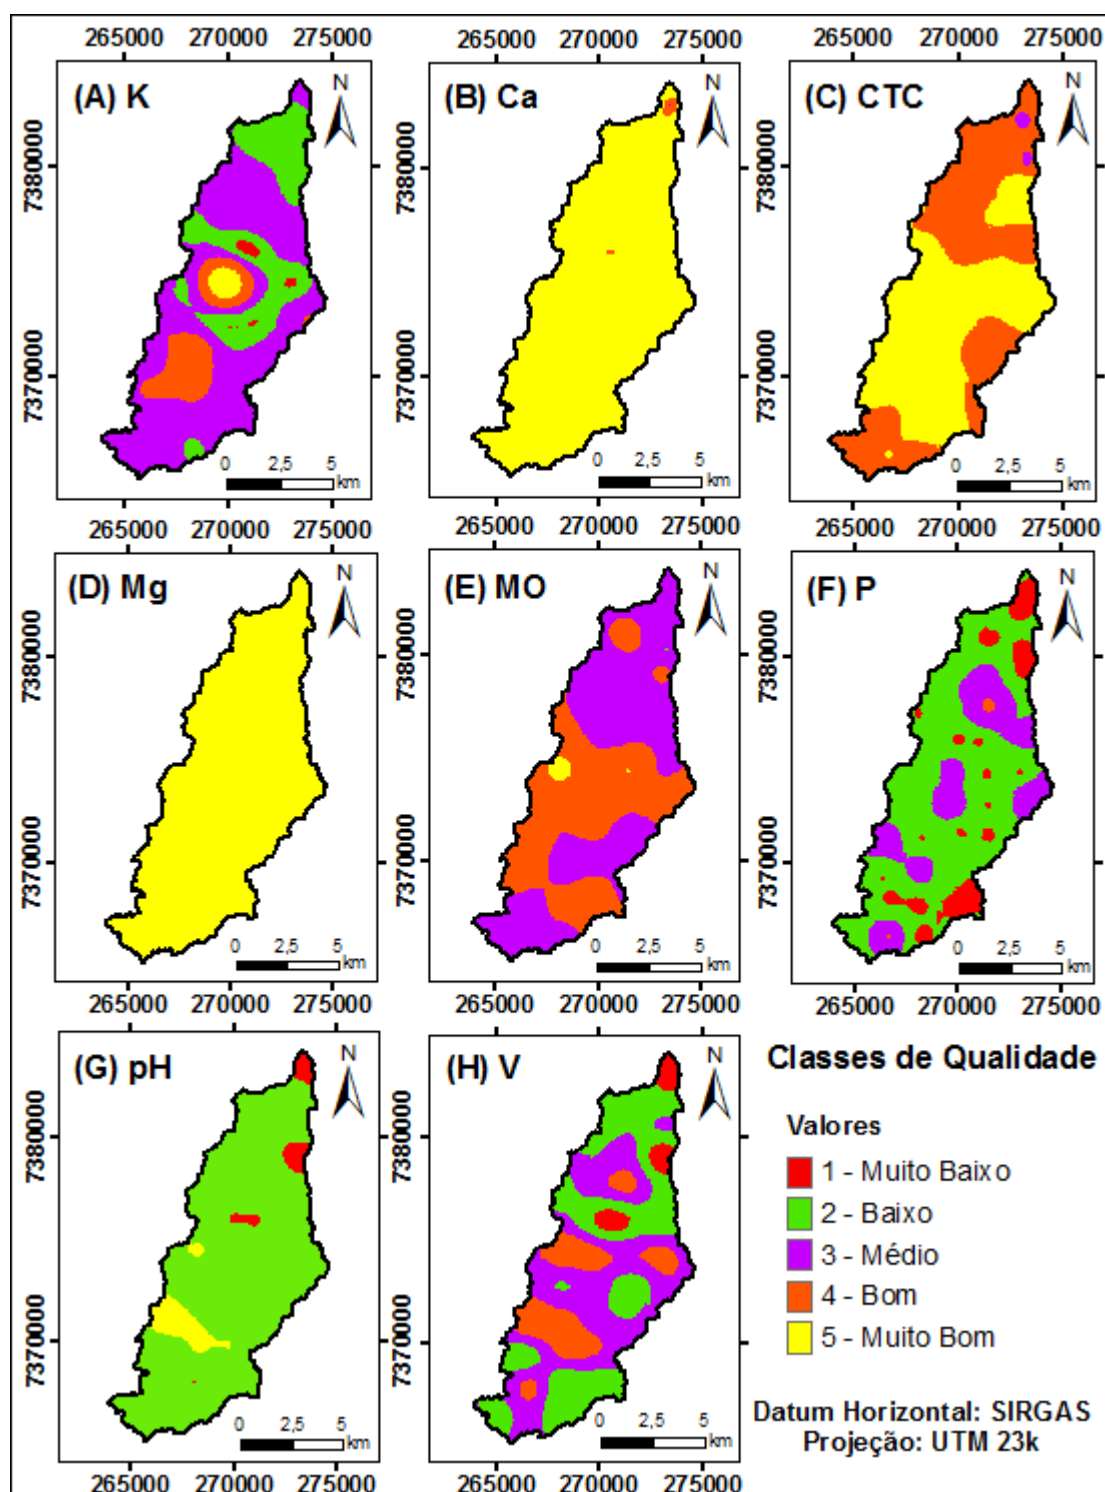 265000 270000 275000
265000 270000 275000
265000 270000 275000
(A) K
N
7380000
7370000
0 2,5 5
km
(B) Ca
N
7380000
7370000
0 2,5 5
km
(C) CTC
N
7380000
7370000
0 2,5 5
km
265000 270000 275000
265000 270000 275000
265000 270000 275000
(D) Mg
N
7380000
7370000
0 2,5 5
km
(E) MO
N
7380000
7370000
0 2,5 5
km
(F) P
N
7380000
7370000
0 2,5 5
km
265000 270000 275000
265000 270000 275000
265000 270000 275000
(G) pH
N
7380000
7370000
0 2,5 5
km
(H) V
N
7380000
7370000
0 2,5 5
km
265000 270000 275000
265000 270000 275000
Classes de Qualidade
Valores
1 - Muito Baixo
2 - Baixo
3 - Médio
4 - Bom
5 - Muito Bom
Datum Horizontal: SIRGAS
Projeção: UTM 23k